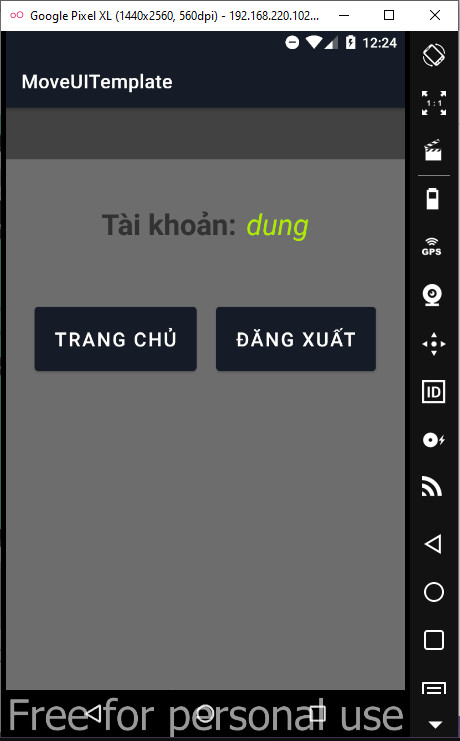 Google Pixel XL (1440x2560, 560dpi) - 192.168.220.102...
12:24
MoveUITemplate
1:1
Tài khoản: dung
GPS
TRANG CHỦ ĐĂNG XUẤT
ID
Free for personal use